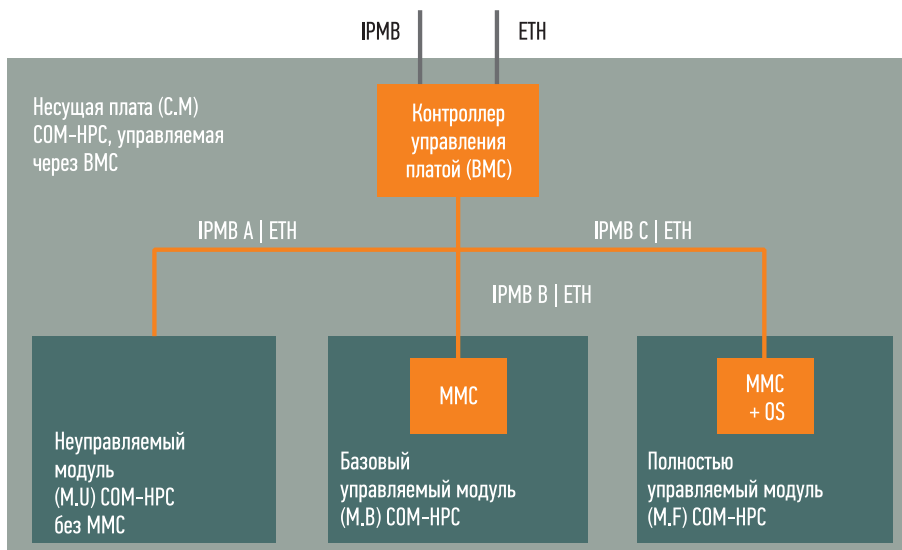 IPMB
ETH
Несущая плата (С.М)
COM-HPC, управляемая
через BMC
Контроллер
управления
платой (BMC)
IPMB A | ETH
IPMB C | ETH
IPMB B | ETH
MMC
MMC
+ OS
Неуправляемый
модуль
(M.U) COM-HPC
без MMC
Базовый
управляемый модуль
(M.B) COM-HPC
Полностью
управляемый модуль
(M.F) COM-HPC